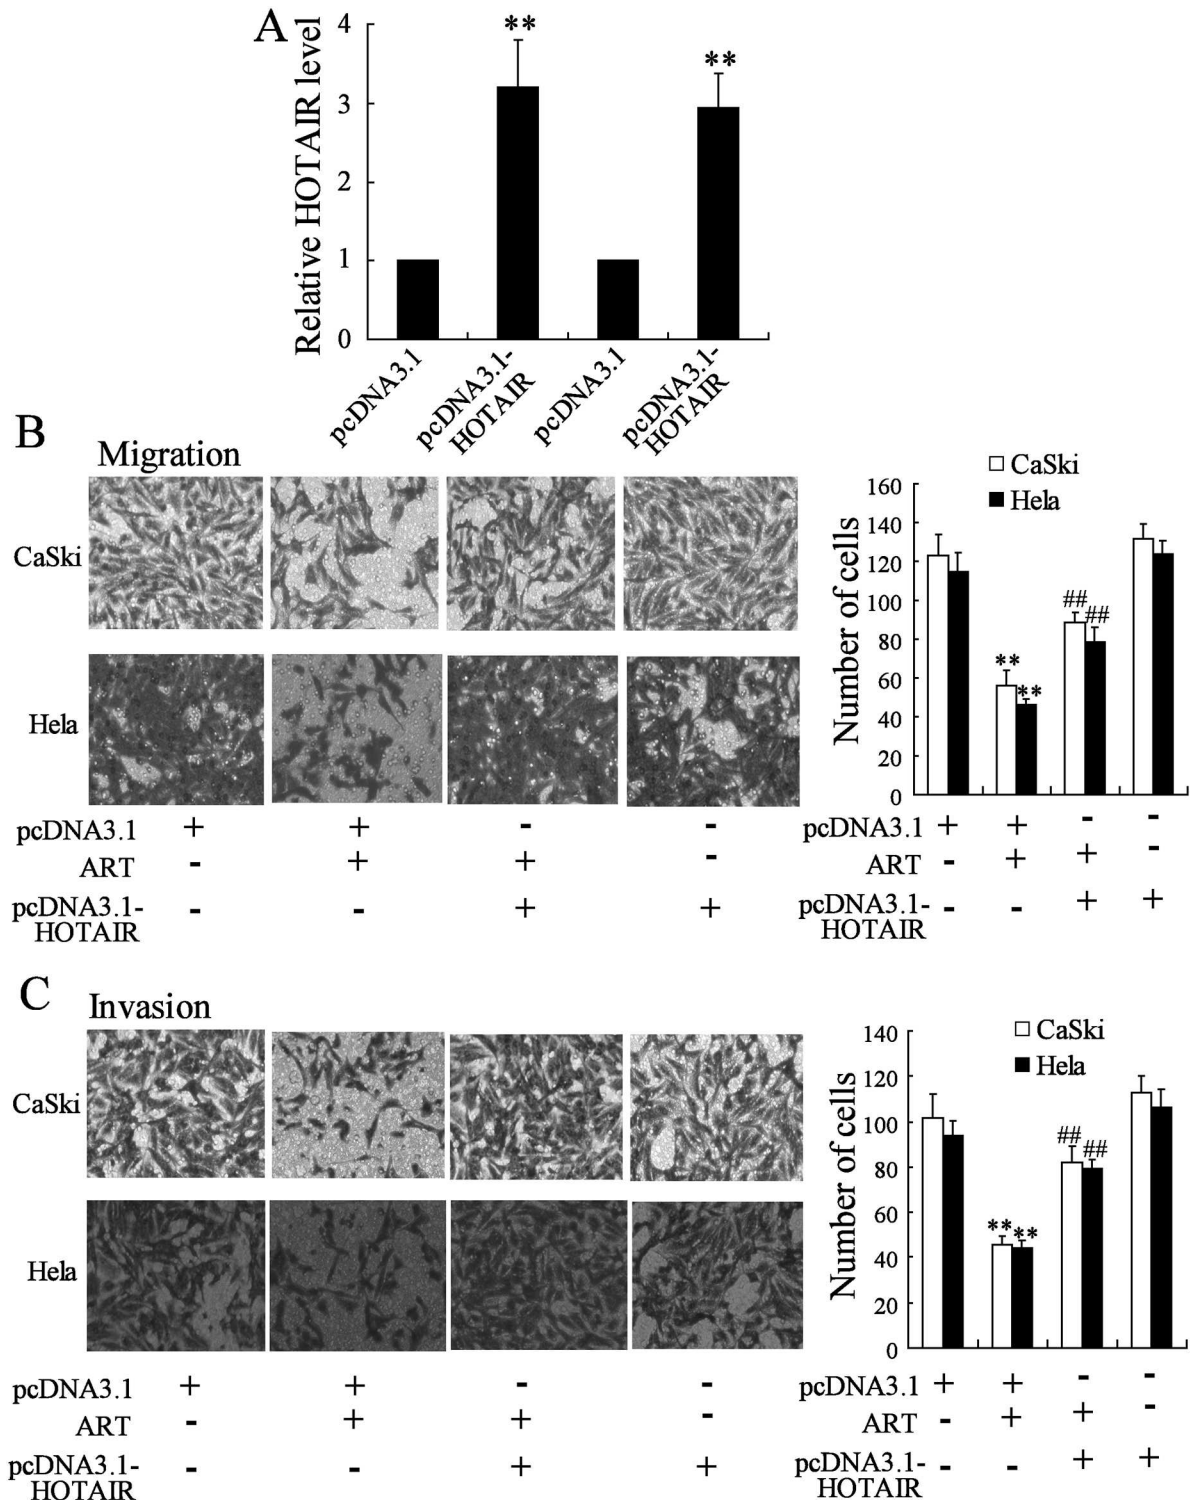 A
Relative HOTAIR level
4
3
2
1
0
**
**
pcDNA3.1
pcDNA3.1-
HOTAIR
pcDNA3.1
pcDNA3.1-
HOTAIR
B
Migration
CaSki
Hela
pcDNA3.1 + + - -
ART - + + -
pcDNA3.1- - - + +
HOTAIR
CaSki
Hela
Number of cells
160
140
120
100
80
60
40
20
0
** **
## ##
pcDNA3.1 + + - -
ART - + + -
pcDNA3.1- - - + +
HOTAIR
C
Invasion
CaSki
Hela
pcDNA3.1 + + - -
ART - + + -
pcDNA3.1- - - + +
HOTAIR
CaSki
Hela
Number of cells
140
120
100
80
60
40
20
0
** **
## ##
pcDNA3.1 + + - -
ART - + + -
pcDNA3.1- - - + +
HOTAIR